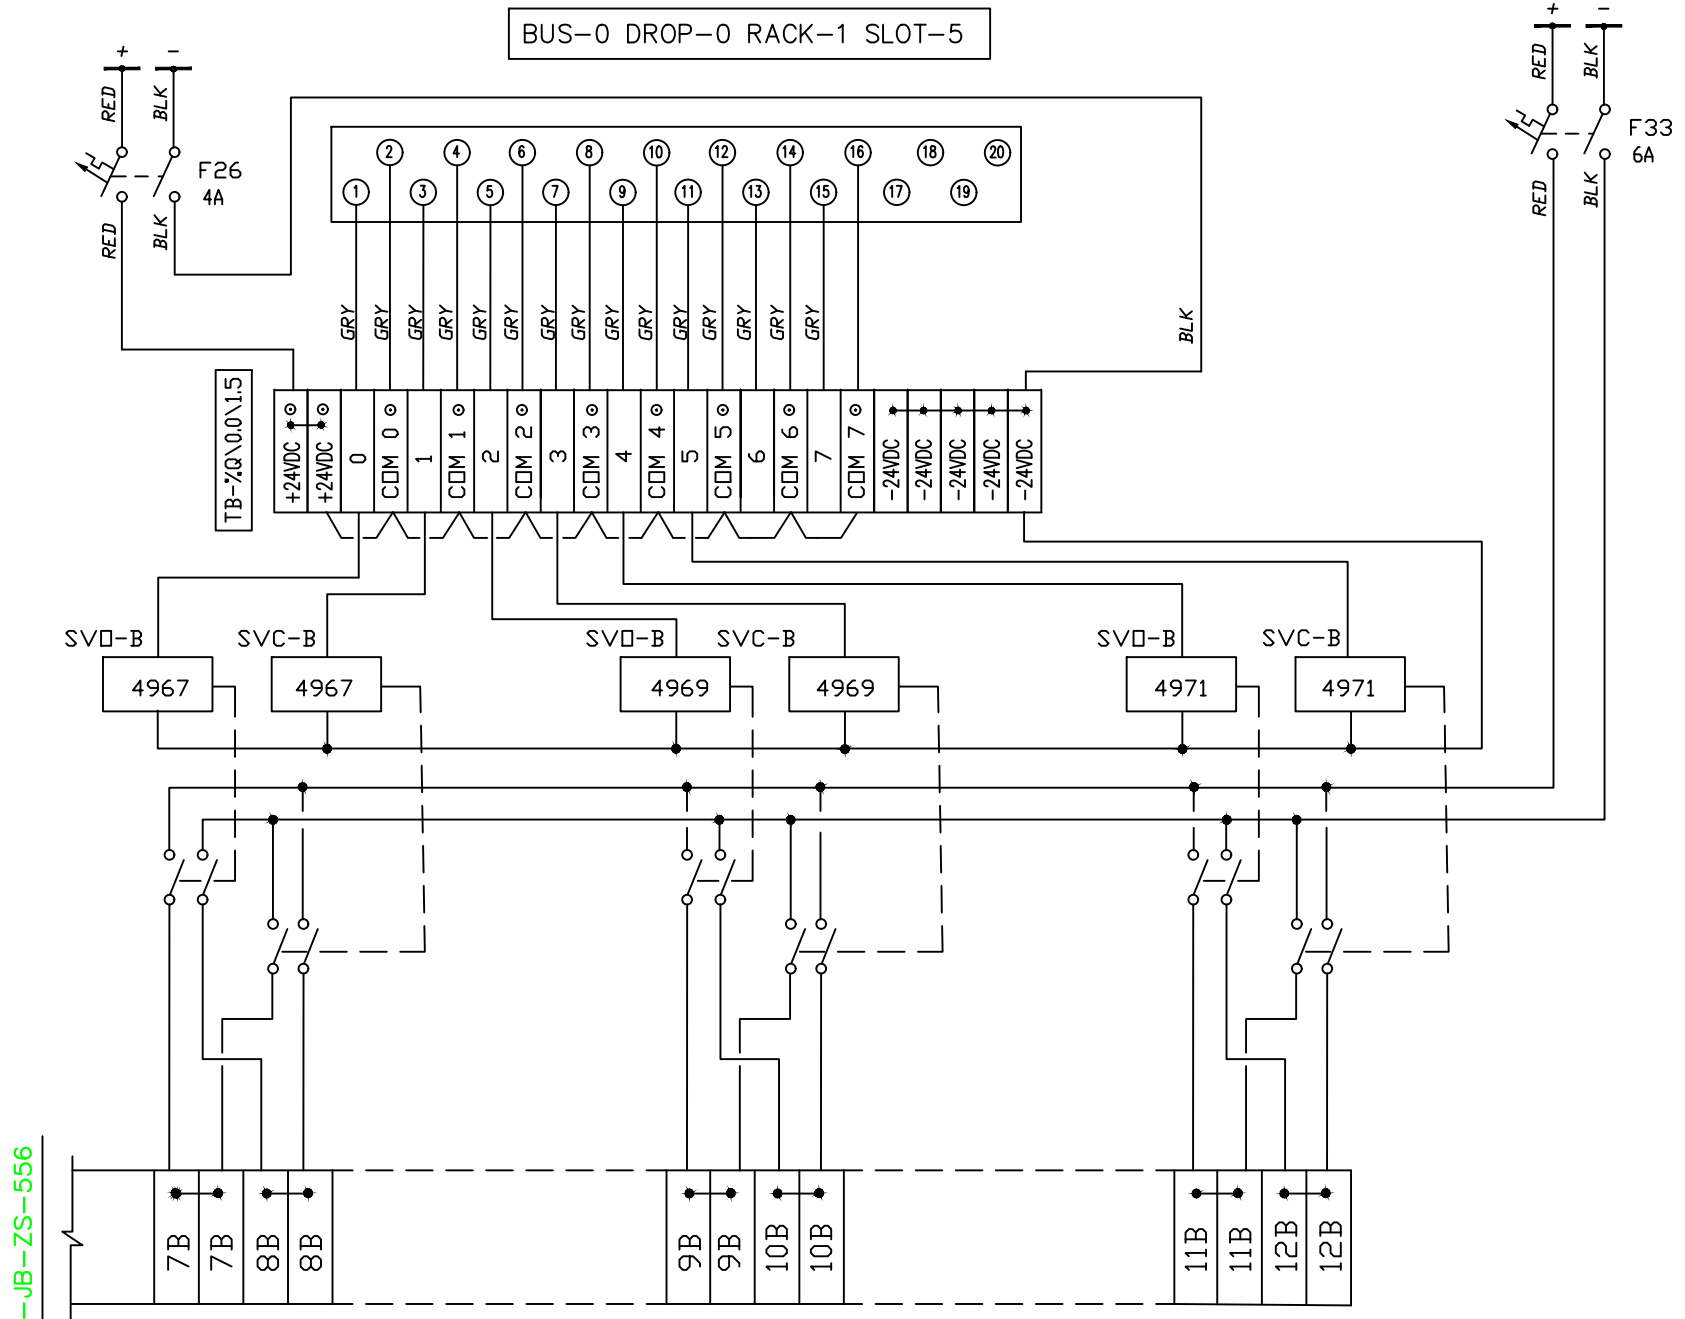 BUS-0 DROP-0 RACK-1 SLOT-5
+ -
+ -
RED BLK
RED BLK
F26
4A
F33
6A
RED BLK
RED BLK
2 4 6 8 10 12 14 16 18 20
1 3 5 7 9 11 13 15 17 19
GRY GRY GRY GRY GRY GRY GRY GRY GRY GRY GRY GRY GRY GRY GRY
BLK
TB-%Q\0.0\1.5
+24VDC +24VDC 0 COM 0 1 COM 1 2 COM 2 3 COM 3 4 COM 4 5 COM 5 6 COM 6 7 COM 7 -24VDC -24VDC -24VDC -24VDC -24VDC
SVO-B SVC-B SVO-B SVC-B SVO-B SVC-B
4967 4967 4969 4969 4971 4971
-JB-ZS-556
7B 7B 8B 8B 9B 9B 10B 10B 11B 11B 12B 12B